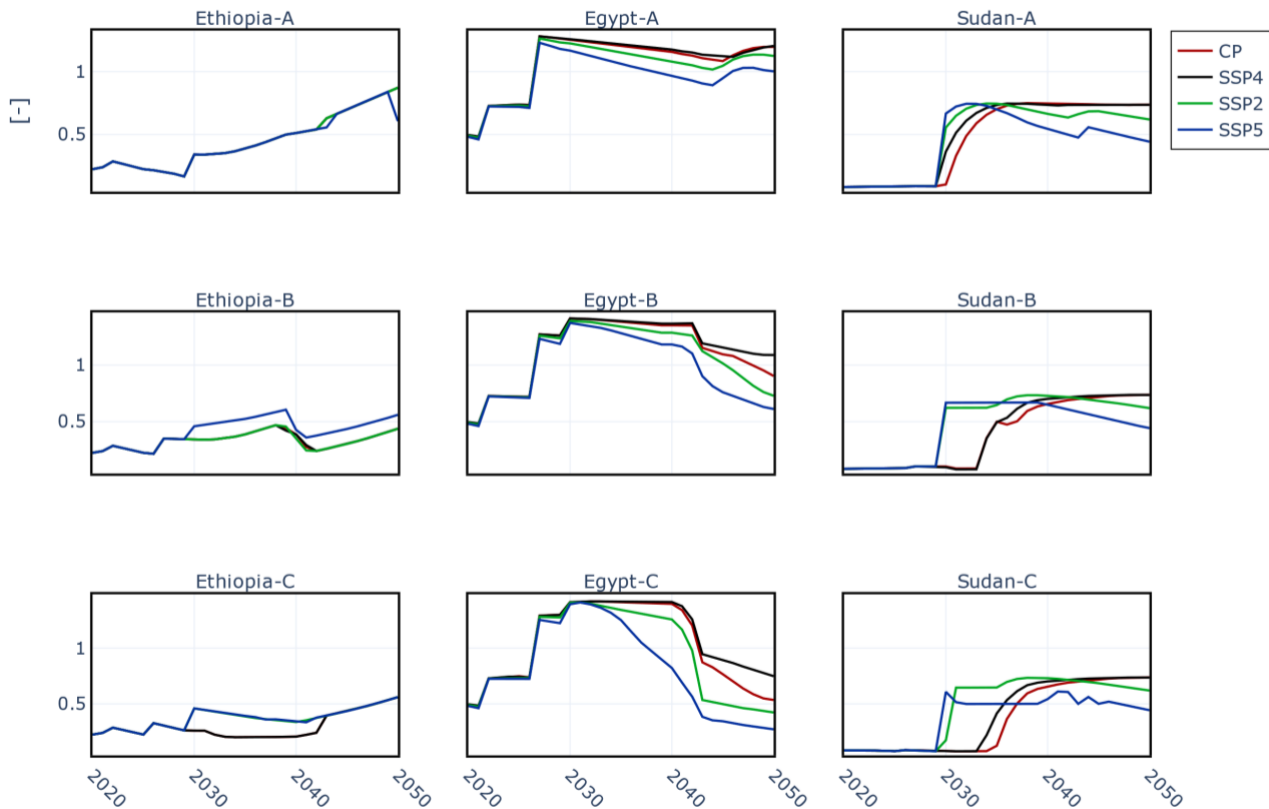 Ethiopia-A
Egypt-A
Sudan-A
CP
SSP4
SSP2
SSP5
[-]
1
0.5
Ethiopia-B
Egypt-B
Sudan-B
1
0.5
Ethiopia-C
Egypt-C
Sudan-C
1
0.5
2020
2030
2040
2050
2020
2030
2040
2050
2020
2030
2040
2050